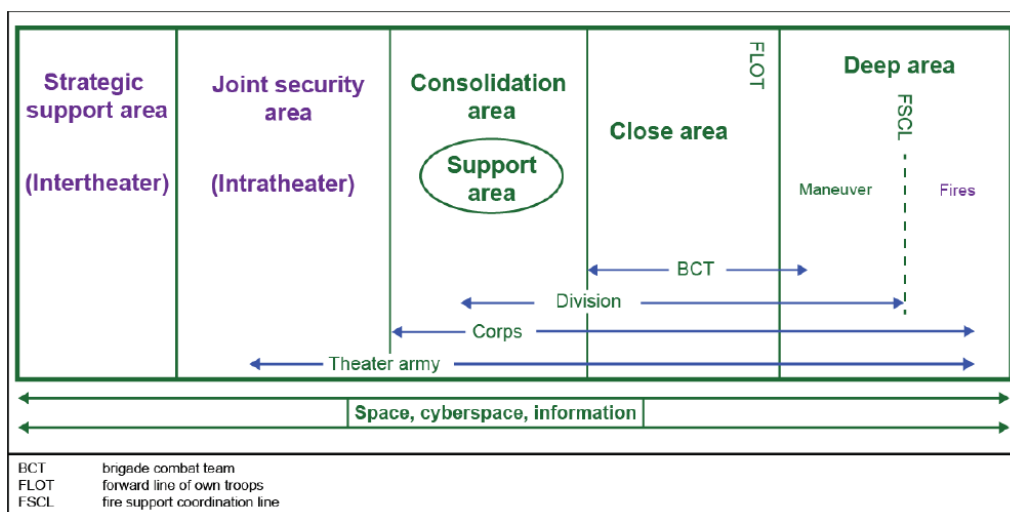 Strategic
support area
(Intertheater)
Joint security
area
(Intratheater)
Consolidation
area
Support
area
Close area
FLOT
Deep area
FSCL
Maneuver
Fires
BCT
Division
Corps
Theater army
Space, cyberspace, information
BCT brigade combat team
FLOT forward line of own troops
FSCL fire support coordination line